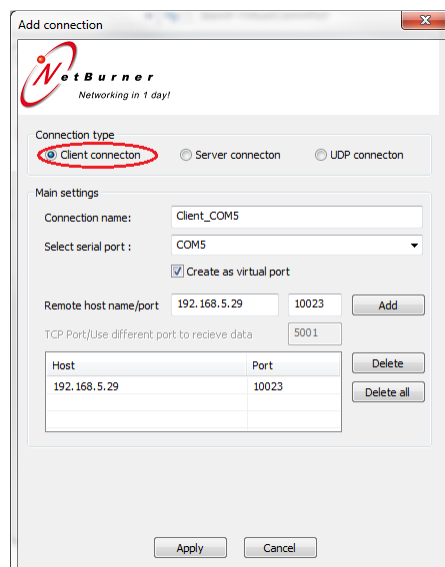 Add connection
NetBurner
Networking in 1 day!
Connection type
Client connecton
Server connecton
UDP connecton
Main settings
Connection name: Client_COM5
Select serial port : COM5
Create as virtual port
Remote host name/port 192.168.5.29 10023 Add
TCP Port/Use different port to recieve data 5001
Host Port Delete
192.168.5.29 10023
Delete all
Apply Cancel